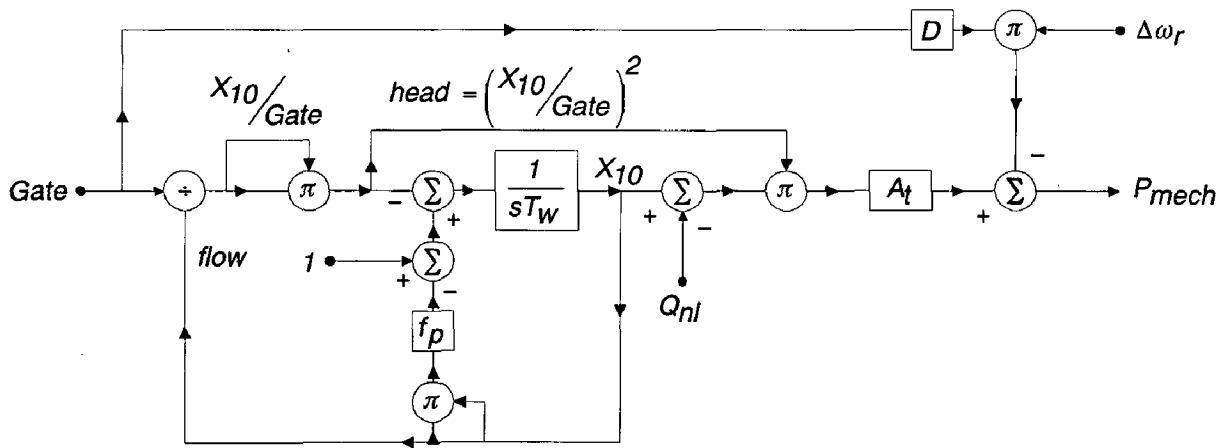 D
π
Δω_r
X_10/Gate
head = (X_10/Gate)^2
−
Gate
÷
π
−
Σ
+
1
sT_w
X_10
+
Σ
−
π
A_t
+
Σ
P_mech
flow
1
+
Σ
−
Q_nl
f_p
π